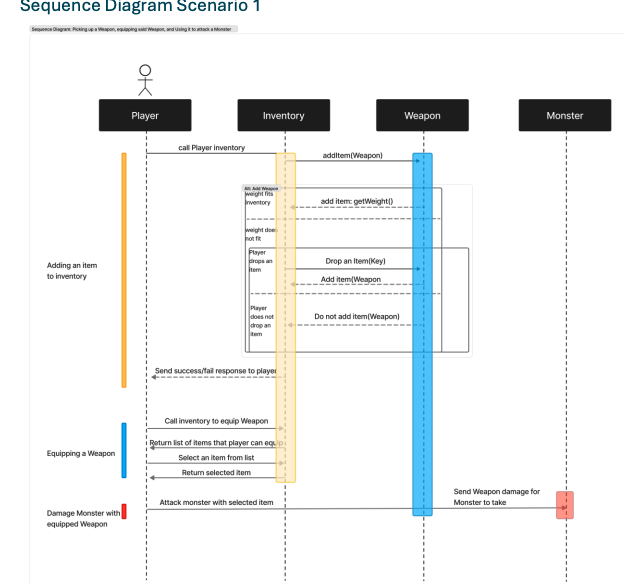 Sequence Diagram Scenario 1
Sequence Diagram: Picking up a Weapon, equipping said Weapon, and Using it to attack a Monster
Player
Inventory
Weapon
Monster
call Player inventory
addItem(Weapon)
Alt: Add Weapon
weight fits
inventory
add item: getWeight()
weight does
not fit
Player
drops an
item
Drop an Item(Key)
Add item(Weapon
Adding an item
to inventory
Player
does not
drop an
item
Do not add item(Weapon)
Send success/fail response to player
Call inventory to equip Weapon
Return list of items that player can equip
Equipping a Weapon
Select an item from list
Return selected item
Send Weapon damage for
Monster to take
Attack monster with selected item
Damage Monster with
equipped Weapon